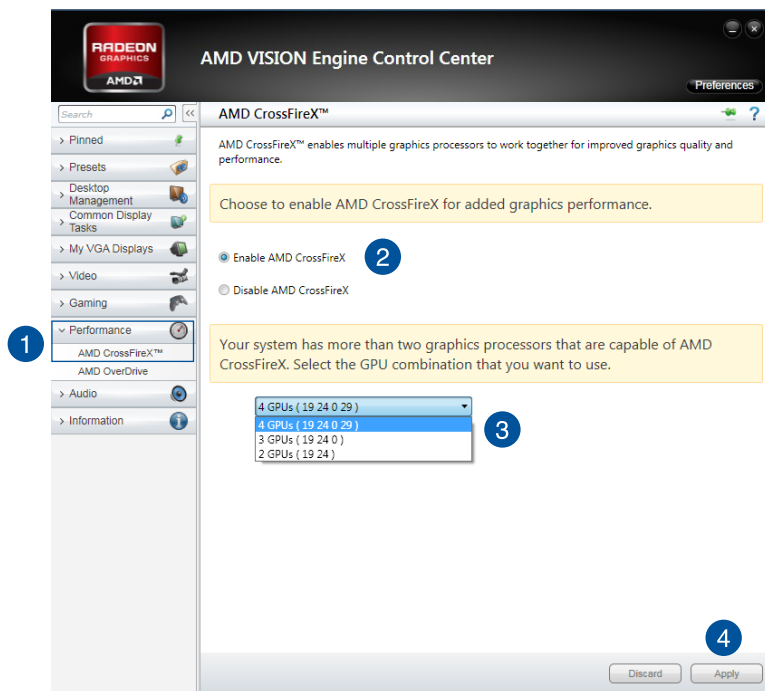 RADEON
GRAPHICS
AMD
AMD VISION Engine Control Center
Preferences
Search
<<
AMD CrossFireX™
?
> Pinned
> Presets
> Desktop
Management
> Common Display
Tasks
> My VGA Displays
> Video
> Gaming
Performance
AMD CrossFireX™
AMD OverDrive
> Audio
> Information
1
AMD CrossFireX™ enables multiple graphics processors to work together for improved graphics quality and
performance.
Choose to enable AMD CrossFireX for added graphics performance.
Enable AMD CrossFireX
2
Disable AMD CrossFireX
Your system has more than two graphics processors that are capable of AMD
CrossFireX. Select the GPU combination that you want to use.
4 GPUs ( 19 24 0 29 )
4 GPUs ( 19 24 0 29 )
3 GPUs ( 19 24 0 )
2 GPUs ( 19 24 )
3
4
Discard
Apply